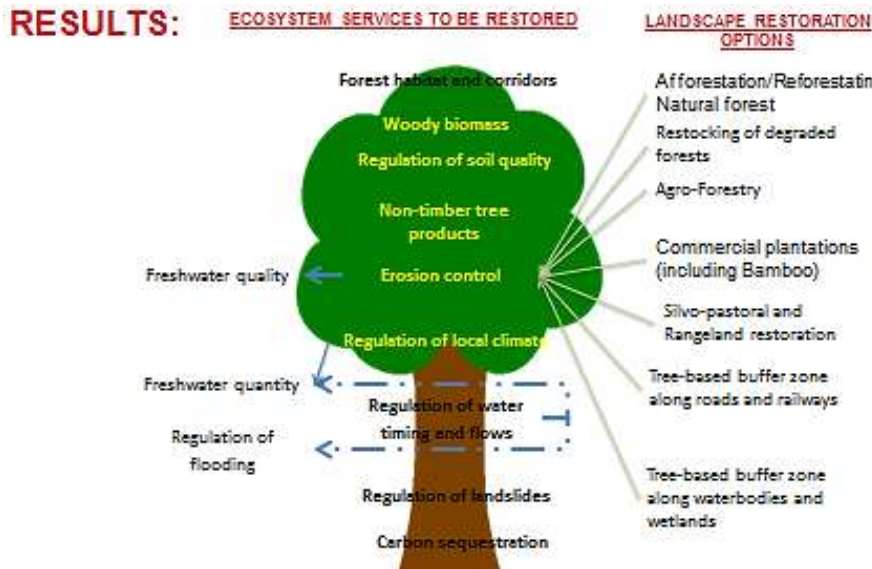 RESULTS:
ECOSYSTEM SERVICES TO BE RESTORED
LANDSCAPE RESTORATION
OPTIONS
Forest habitat and corridors
Woody biomass
Regulation of soil quality
Non-timber tree
products
Erosion control
Regulation of local climate
Regulation of water
timing and flows
Regulation of landslides
Carbon sequestration
Freshwater quality
Freshwater quantity
Regulation of
flooding
Afforestation/Reforestatin
Natural forest
Restocking of degraded
forests
Agro-Forestry
Commercial plantations
(including Bamboo)
Silvo-pastoral and
Rangeland restoration
Tree-based buffer zone
along roads and railways
Tree-based buffer zone
along waterbodies and
wetlands